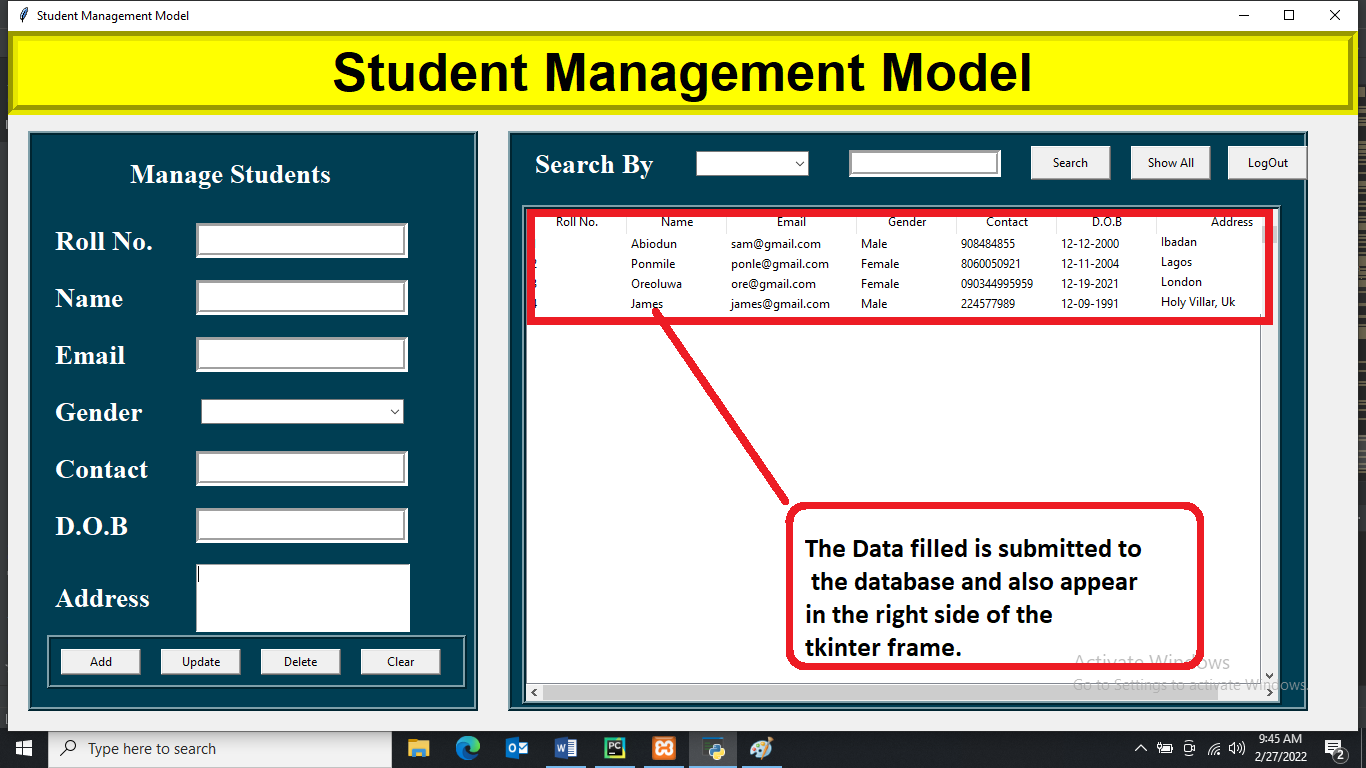 Student Management Model
Student Management Model
Manage Students
Roll No.
Name
Email
Gender
Contact
D.O.B
Address
Add Update Delete Clear
Search By Search Show All LogOut
Roll No. Name Email Gender Contact D.O.B Address
Abiodun sam@gmail.com Male 908484855 12-12-2000 Ibadan
2 Ponmile ponle@gmail.com Female 8060050921 12-11-2004 Lagos
3 Oreoluwa ore@gmail.com Female 090344995959 12-19-2021 London
4 James james@gmail.com Male 224577989 12-09-1991 Holy Villar, Uk
The Data filled is submitted to
the database and also appear
in the right side of the
tkinter frame.
Activate Windows
Go to Settings to activate Windows.
Type here to search
9:45 AM
2/27/2022
2